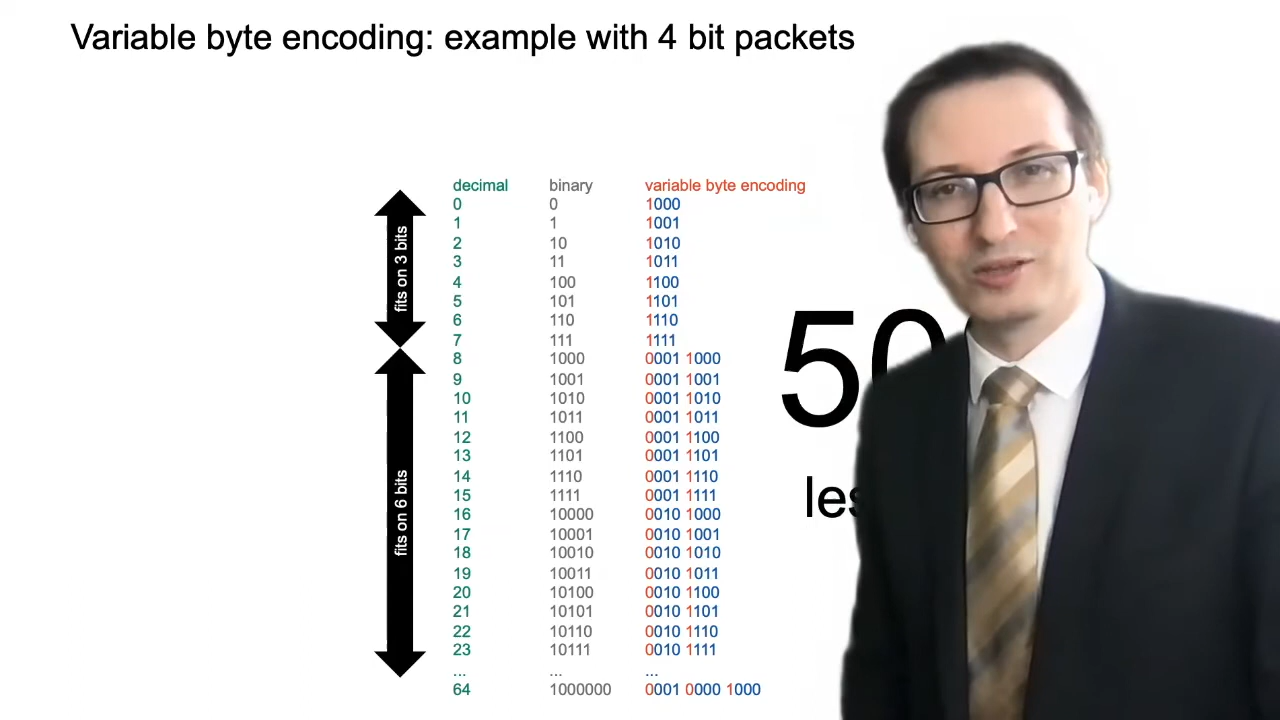 Variable byte encoding: example with 4 bit packets
decimal binary variable byte encoding
0 0 1000
1 1 1001
2 10 1010
3 11 1011
4 100 1100
5 101 1101
6 110 1110
7 111 1111
8 1000 0001 1000
9 1001 0001 1001
10 1010 0001 1010
11 1011 0001 1011
12 1100 0001 1100
13 1101 0001 1101
14 1110 0001 1110
15 1111 0001 1111
16 10000 0010 1000
17 10001 0010 1001
18 10010 0010 1010
19 10011 0010 1011
20 10100 0010 1100
21 10101 0010 1101
22 10110 0010 1110
23 10111 0010 1111
... ... ...
64 1000000 0001 0000 1000
fits on 3 bits
fits on 6 bits
50